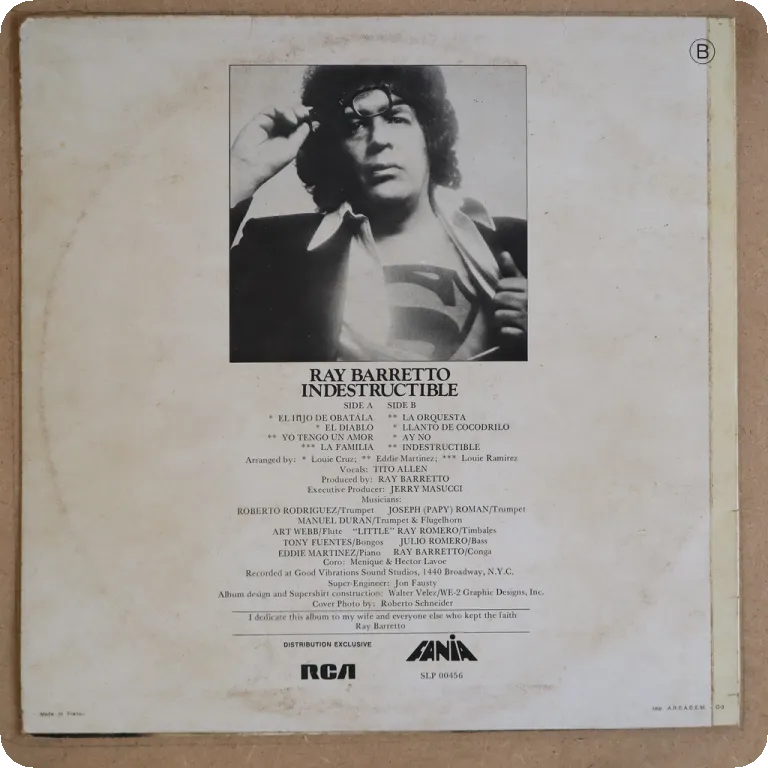 B
S
RAY BARRETTO
INDESTRUCTIBLE
SIDE A SIDE B
* EL HIJO DE OBATALA ** LA ORQUESTA
* EL DIABLO * LLANTO DE COCODRILO
** YO TENGO UN AMOR * AY NO
*** LA FAMILIA ** INDESTRUCTIBLE
Arranged by: * Louie Cruz; ** Eddie Martinez; *** Louie Ramirez
Vocals: TITO ALLEN
Produced by: RAY BARRETTO
Executive Producer: JERRY MASUCCI
Musicians:
ROBERTO RODRIGUEZ/Trumpet JOSEPH (PAPY) ROMAN/Trumpet
MANUEL DURAN/Trumpet & Flugelhorn
ART WEBB/Flute "LITTLE" RAY ROMERO/Timbales
TONY FUENTES/Bongos JULIO ROMERO/Bass
EDDIE MARTINEZ/Piano RAY BARRETTO/Conga
Coro: Menique & Hector Lavoe
Recorded at Good Vibrations Sound Studios, 1440 Broadway, N.Y.C.
Super-Engineer: Jon Fausty
Album design and Supershirt construction: Walter Velez/WE-2 Graphic Designs, Inc.
Cover Photo by: Roberto Schneider
I dedicate this album to my wife and everyone else who kept the faith
Ray Barretto
DISTRIBUTION EXCLUSIVE
RCA FANIA
SLP 00456
Made in France